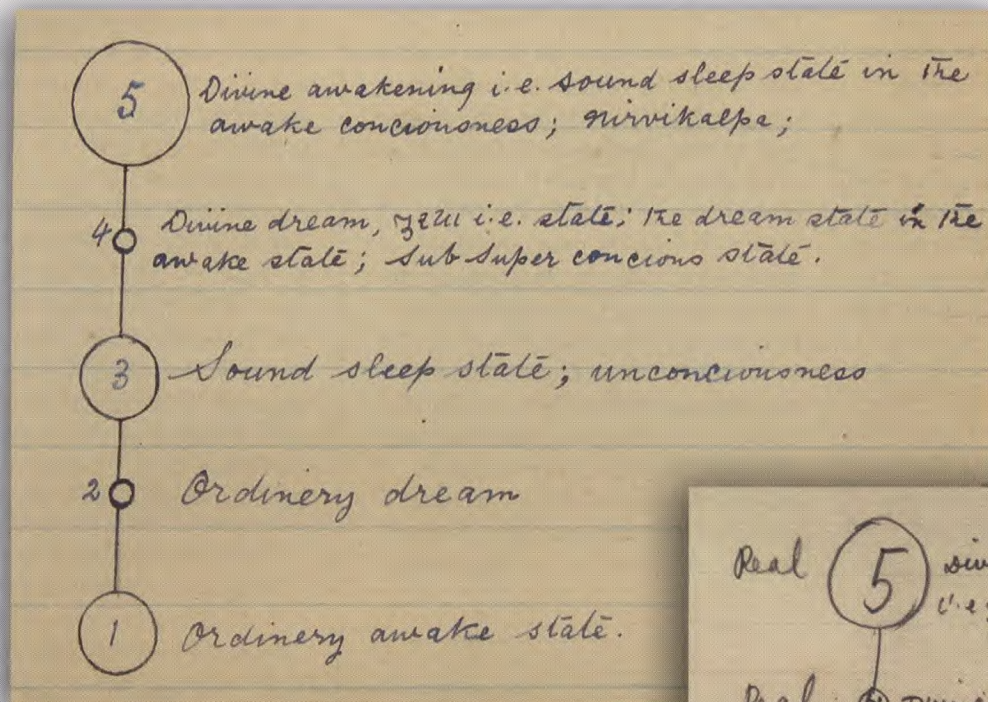 5 Divine awakening i.e. sound sleep state in the
awake conciousness; nirvikalpa;
4 Divine dream, i.e. state; the dream state in the
awake state; sub super concious state.
3 Sound sleep state; unconciousness
2 Ordinery dream
1 Ordinery awake state.
Real 5
i.e.
Real